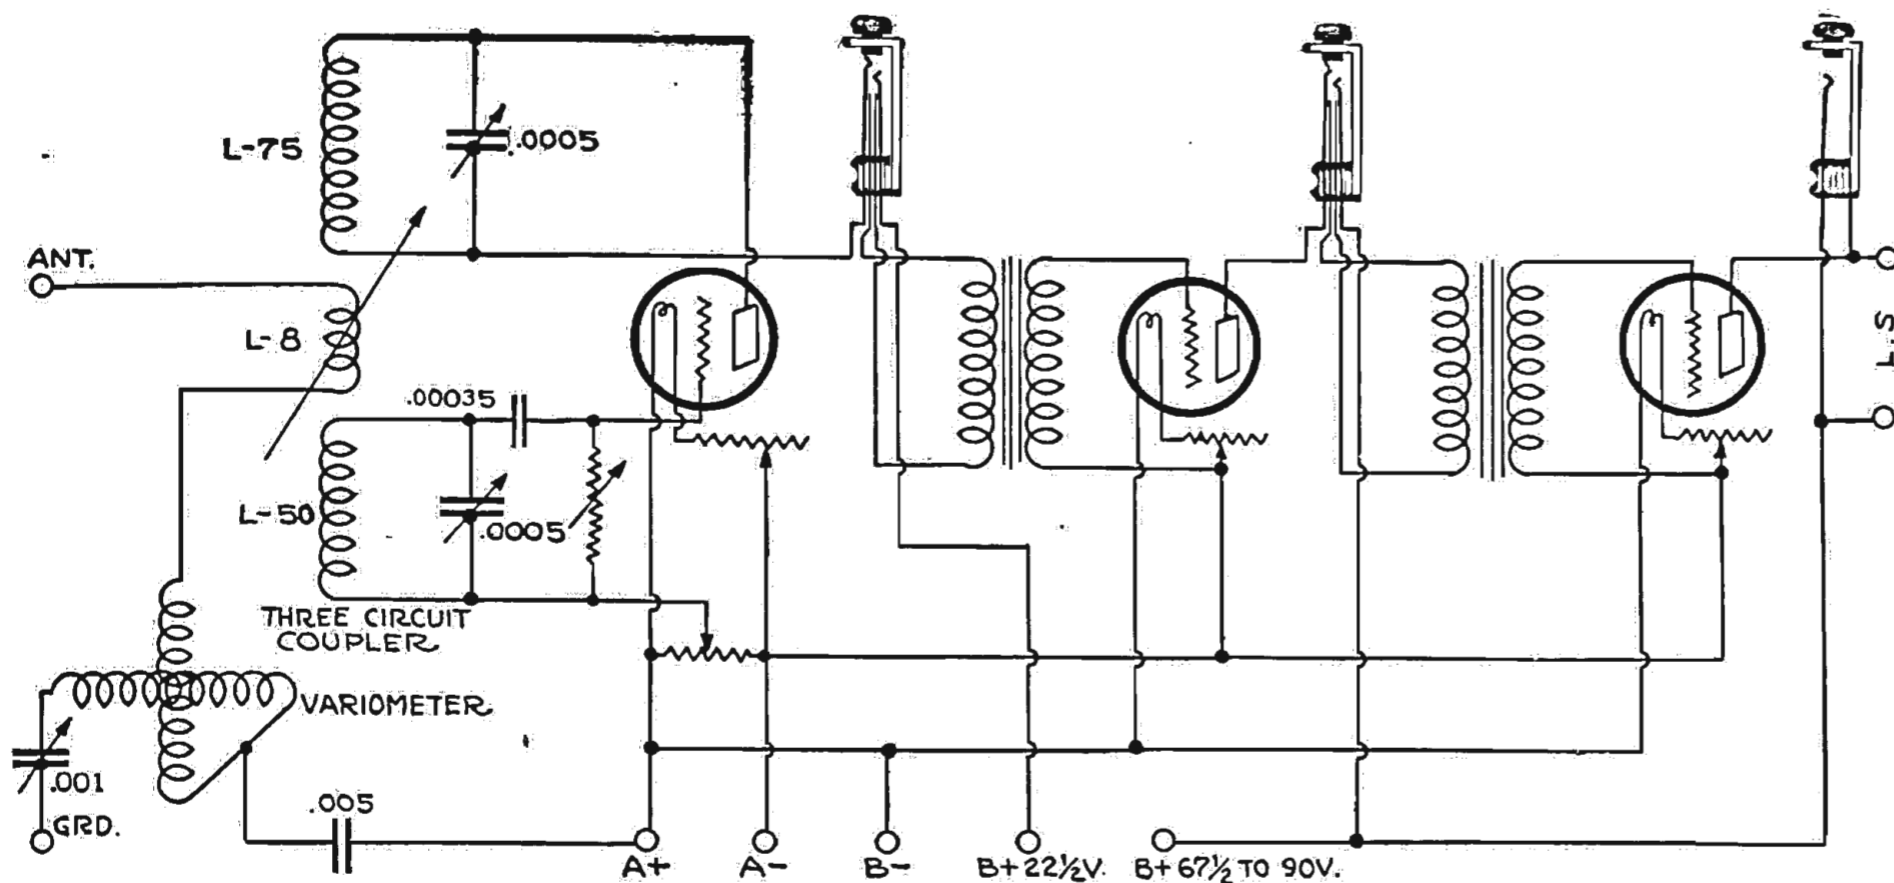 L-75
.0005
ANT.
L-8
.00035
L-50
.0005
THREE CIRCUIT
COUPLER
VARIOMETER
.001
GRD.
.005
A+
A-
B-
B+22½V.
B+67½ TO 90V.
L.S.